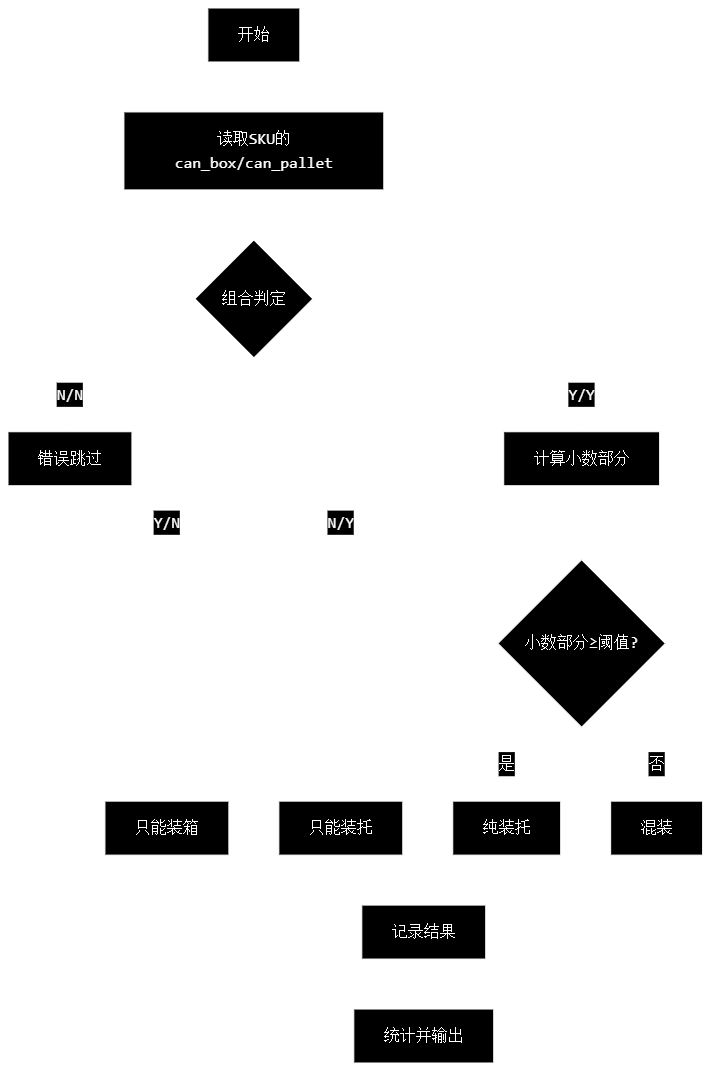 开始
读取SKU的
can_box/can_pallet
组合判定
N/N
Y/Y
错误跳过
计算小数部分
Y/N
N/Y
小数部分≥阈值?
是
否
只能装箱
只能装托
纯装托
混装
记录结果
统计并输出